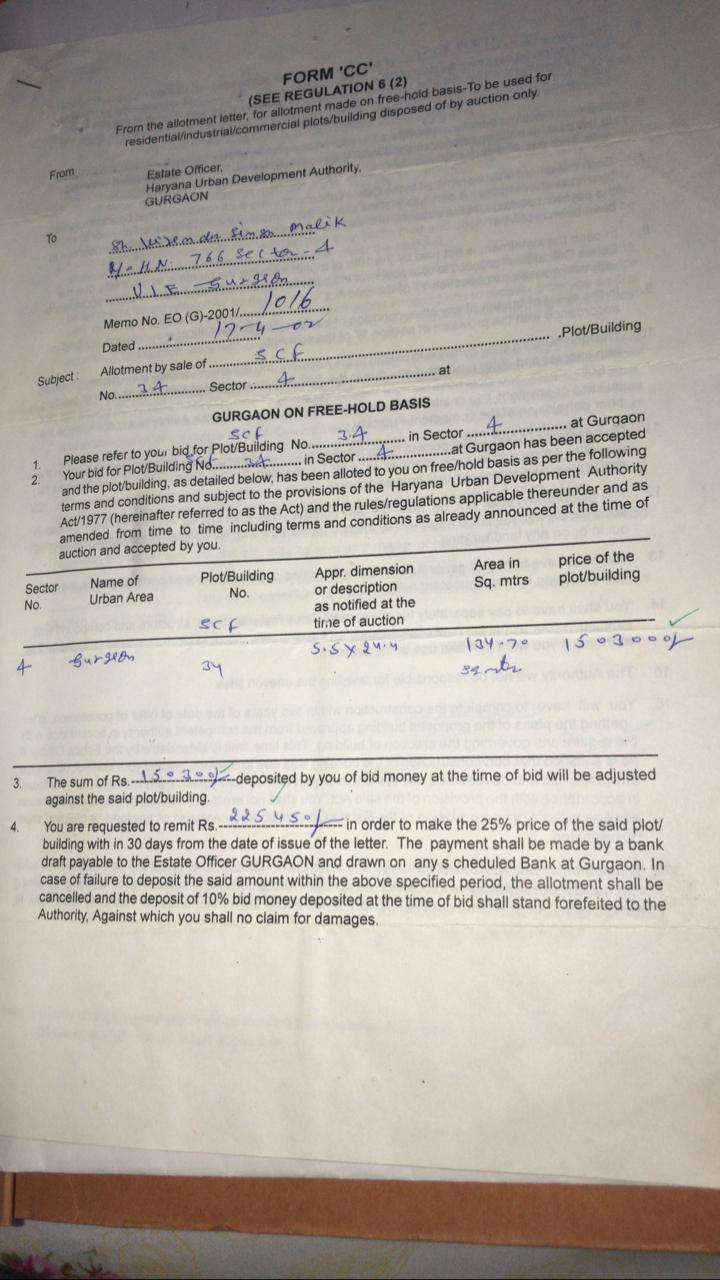 FORM 'CC'
(SEE REGULATION 6 (2)
From the allotment letter, for allotment made on free-hold basis-To be used for
residential/industrial/commercial plots/building disposed of by auction only.
From
Estate Officer,
Haryana Urban Development Authority,
GURGAON
To
Sh. Singh Malik
H.N. 766 Sector-4
U.I.E Gurgaon
Memo No. EO (G)-2001/.....1016
Dated ..........17-4-02
Subject : Allotment by sale of ..........SCF.......... .Plot/Building
No.....34.......... Sector .....4.......... at
GURGAON ON FREE-HOLD BASIS
1. Please refer to your bid for Plot/Building No. SCF 34 in Sector 4 at Gurgaon
2. Your bid for Plot/Building No. SCF 34 in Sector 4 at Gurgaon has been accepted
and the plot/building, as detailed below, has been alloted to you on free/hold basis as per the following
terms and conditions and subject to the provisions of the Haryana Urban Development Authority
Act/1977 (hereinafter referred to as the Act) and the rules/regulations applicable thereunder and as
amended from time to time including terms and conditions as already announced at the time of
auction and accepted by you.
Sector No. Name of Urban Area Plot/Building No. Appr. dimension or description as notified at the time of auction Area in Sq. mtrs price of the plot/building
4 Gurgaon SCF 34 5.5 x 24.4 134-70 sq mtr 1503000/-
3. The sum of Rs.--150300/---deposited by you of bid money at the time of bid will be adjusted
against the said plot/building.
4. You are requested to remit Rs.--225450/--- in order to make the 25% price of the said plot/
building with in 30 days from the date of issue of the letter. The payment shall be made by a bank
draft payable to the Estate Officer GURGAON and drawn on any s cheduled Bank at Gurgaon. In
case of failure to deposit the said amount within the above specified period, the allotment shall be
cancelled and the deposit of 10% bid money deposited at the time of bid shall stand forefeited to the
Authority, Against which you shall no claim for damages.